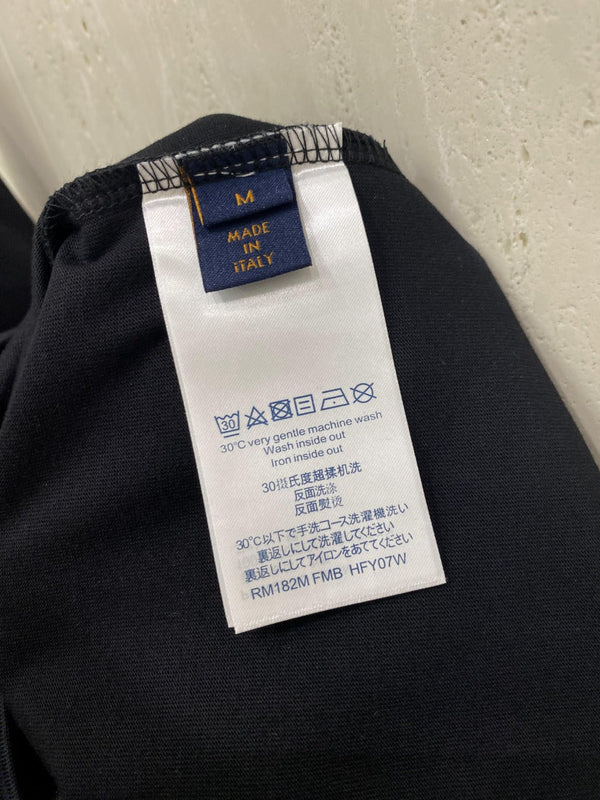 M
MADE
IN
iTALY
30
30°C very gentle machine wash
Wash inside out
Iron inside out
30摄氏度超揉机洗
反面洗涤
反面熨烫
30°C以下で手洗コース洗濯機洗い
裏返しにして洗濯してください
裏返しにしてアイロンをあててください
RM182M FMB HFY07W